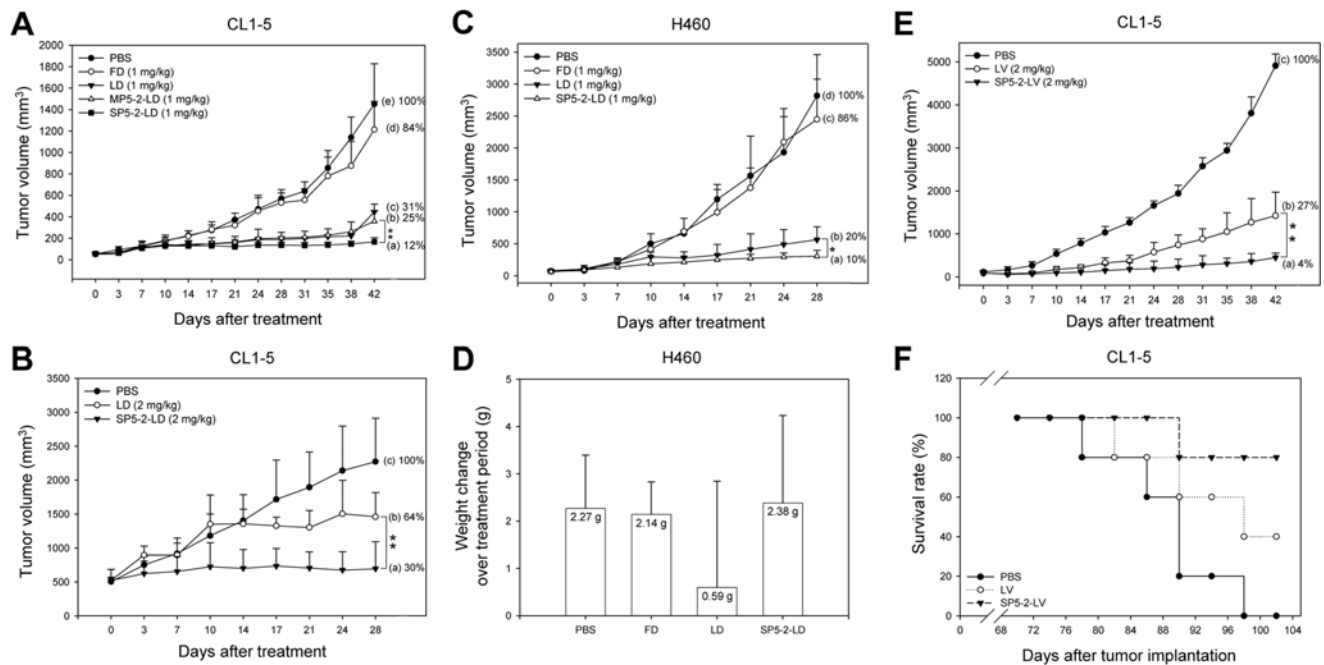 A
CL1-5
PBS
FD (1 mg/kg)
LD (1 mg/kg)
MP5-2-LD (1 mg/kg)
SP5-2-LD (1 mg/kg)
Tumor volume (mm³)
2000
1800
1600
1400
1200
1000
800
600
400
200
0
(e) 100%
(d) 84%
(c) 31%
(b) 25%
**
(a) 12%
0 3 7 10 14 17 21 24 28 31 35 38 42
Days after treatment
C
H460
PBS
FD (1 mg/kg)
LD (1 mg/kg)
SP5-2-LD (1 mg/kg)
Tumor volume (mm³)
3500
3000
2500
2000
1500
1000
500
0
(d) 100%
(c) 86%
(b) 20%
*
(a) 10%
0 3 7 10 14 17 21 24 28
Days after treatment
E
CL1-5
PBS
LV (2 mg/kg)
SP5-2-LV (2 mg/kg)
Tumor volume (mm³)
5000
4000
3000
2000
1000
0
(c) 100%
(b) 27%
**
(a) 4%
0 3 7 10 14 17 21 24 28 31 35 38 42
Days after treatment
B
CL1-5
PBS
LD (2 mg/kg)
SP5-2-LD (2 mg/kg)
Tumor volume (mm³)
3500
3000
2500
2000
1500
1000
500
0
(c) 100%
(b) 64%
**
(a) 30%
0 3 7 10 14 17 21 24 28
Days after treatment
D
H460
Weight change
over treatment period (g)
5
4
3
2
1
0
2.27 g
2.14 g
0.59 g
2.38 g
PBS FD LD SP5-2-LD
F
CL1-5
Survival rate (%)
120
100
80
60
40
20
0
PBS
LV
SP5-2-LV
0 68 72 76 80 84 88 92 96 100 104
Days after tumor implantation